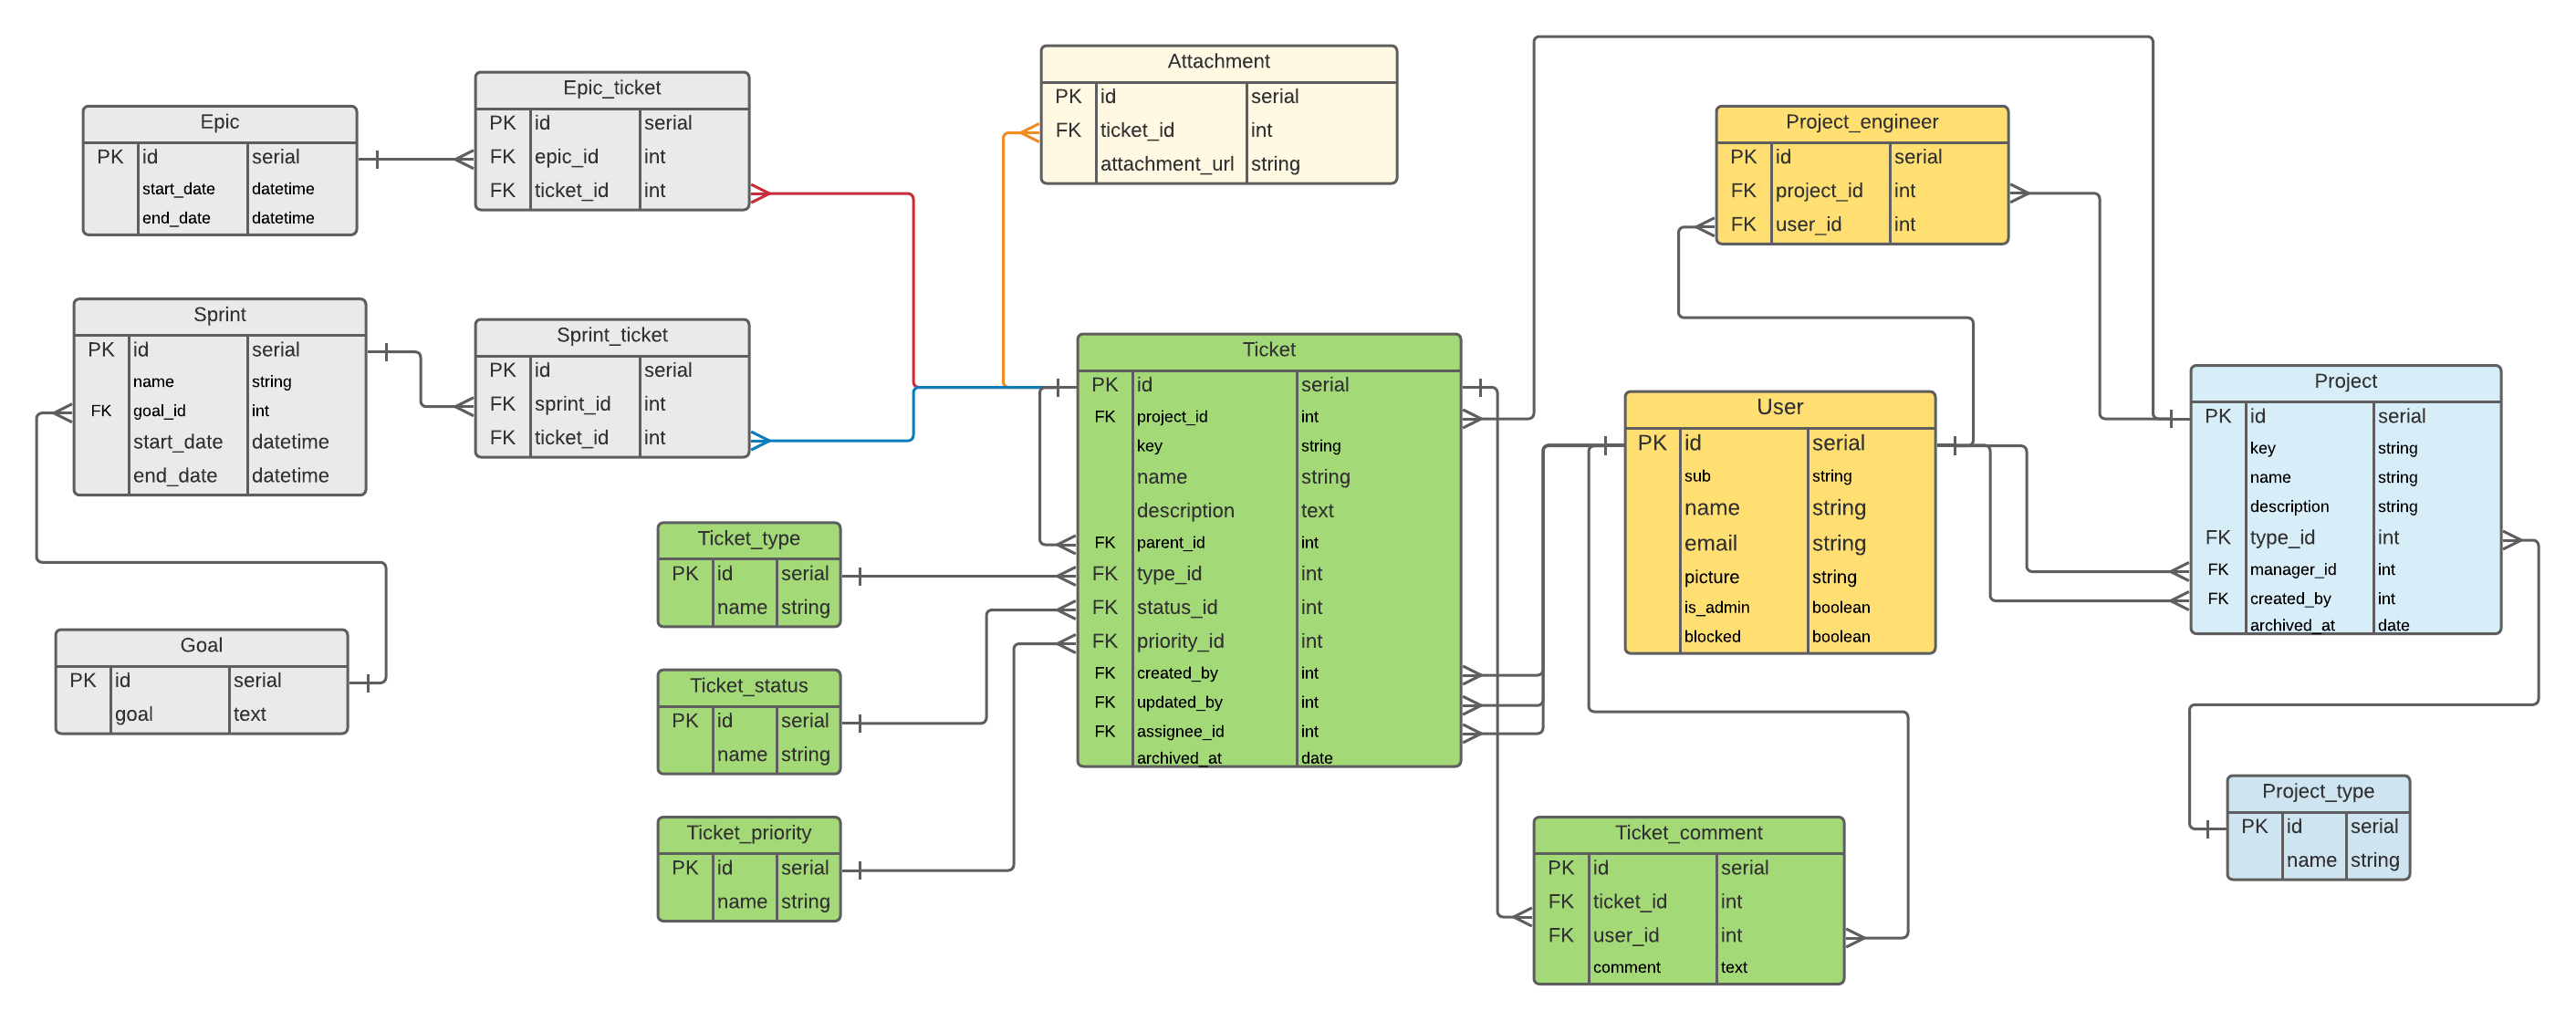 Epic
PK id serial
start_date datetime
end_date datetime
Epic_ticket
PK id serial
FK epic_id int
FK ticket_id int
Attachment
PK id serial
FK ticket_id int
attachment_url string
Project_engineer
PK id serial
FK project_id int
FK user_id int
Sprint
PK id serial
name string
FK goal_id int
start_date datetime
end_date datetime
Sprint_ticket
PK id serial
FK sprint_id int
FK ticket_id int
Ticket
PK id serial
FK project_id int
key string
name string
description text
FK parent_id int
FK type_id int
FK status_id int
FK priority_id int
FK created_by int
FK updated_by int
FK assignee_id int
archived_at date
User
PK id serial
sub string
name string
email string
picture string
is_admin boolean
blocked boolean
Project
PK id serial
key string
name string
description string
FK type_id int
FK manager_id int
FK created_by int
archived_at date
Ticket_type
PK id serial
name string
Goal
PK id serial
goal text
Ticket_status
PK id serial
name string
Ticket_priority
PK id serial
name string
Ticket_comment
PK id serial
FK ticket_id int
FK user_id int
comment text
Project_type
PK id serial
name string